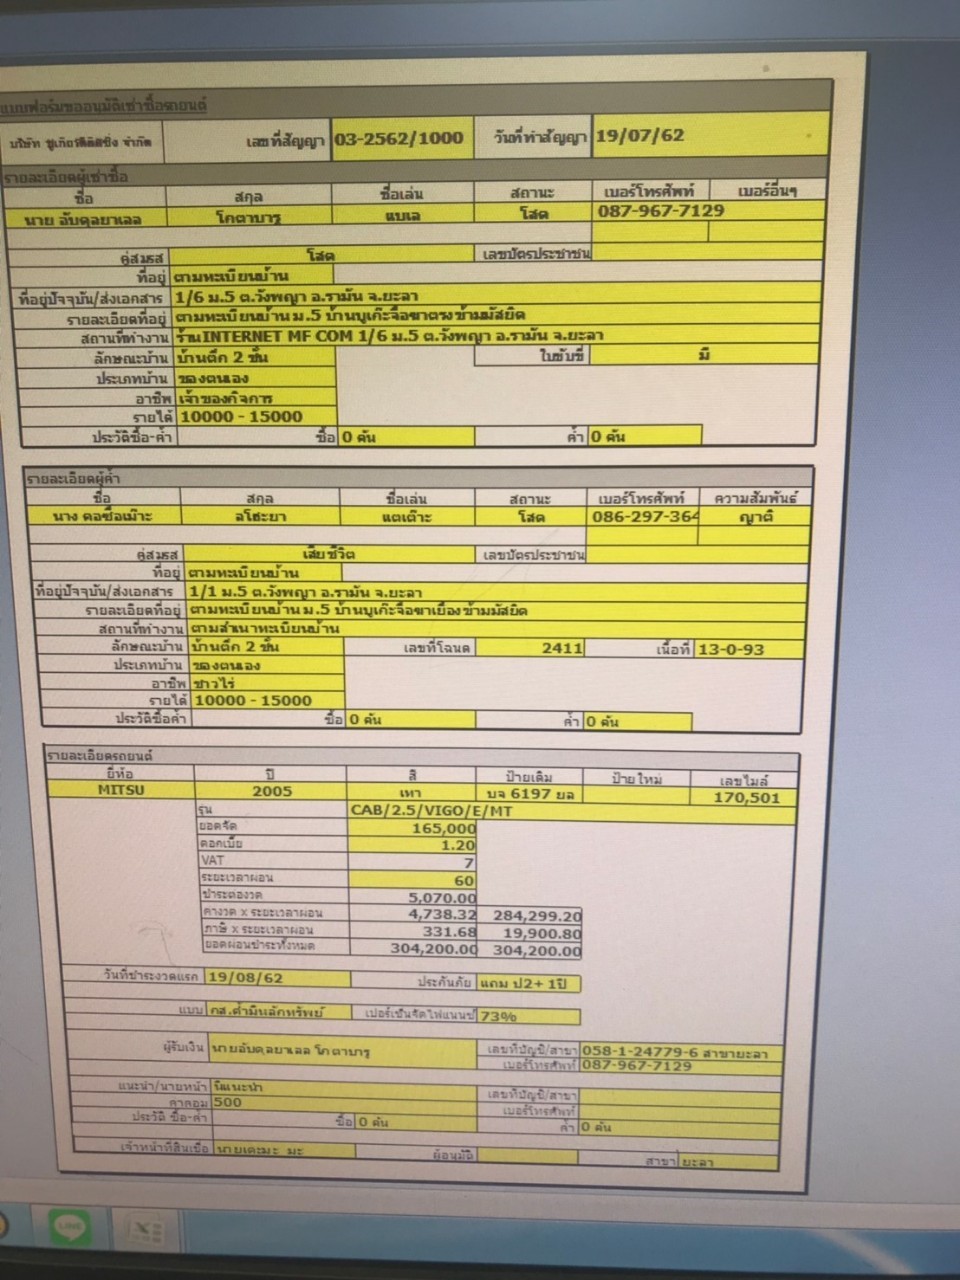 แบบฟอร์มขออนุมัติเช่าซื้อรถยนต์
บริษัท จำกัด เลขที่สัญญา 03-2562/1000 วันที่ทำสัญญา 19/07/62
รายละเอียดผู้เช่าซื้อ
ชื่อ สกุล ชื่อเล่น สถานะ เบอร์โทรศัพท์ เบอร์อื่นๆ
นาย อับดุลยาเลล โกตาบารู แบเล โสด 087-967-7129
คู่สมรส โสด เลขบัตรประชาชน
ที่อยู่ ตามทะเบียนบ้าน
ที่อยู่ปัจจุบัน/ส่งเอกสาร 1/6 ม.5 ต.วังพญา อ.รามัน จ.ยะลา
รายละเอียดที่อยู่ ตามทะเบียนบ้าน ม.5 บ้านบูเก๊ะจือฆาตรงข้ามมัสยิด
สถานที่ทำงาน ร้านINTERNET MF COM 1/6 ม.5 ต.วังพญา อ.รามัน จ.ยะลา
ลักษณะบ้าน บ้านตึก 2 ชั้น ใบขับขี่ มี
ประเภทบ้าน ของตนเอง
อาชีพ เจ้าของกิจการ
รายได้ 10000 - 15000
ประวัติซื้อ-ค้ำ ซื้อ 0 คัน ค้ำ 0 คัน
รายละเอียดผู้ค้ำ
ชื่อ สกุล ชื่อเล่น สถานะ เบอร์โทรศัพท์ ความสัมพันธ์
นาง คอซือเม๊าะ อโฮะยา แตเต๊าะ โสด 086-297-364 ญาติ
คู่สมรส เสียชีวิต เลขบัตรประชาชน
ที่อยู่ ตามทะเบียนบ้าน
ที่อยู่ปัจจุบัน/ส่งเอกสาร 1/1 ม.5 ต.วังพญา อ.รามัน จ.ยะลา
รายละเอียดที่อยู่ ตามทะเบียนบ้าน ม.5 บ้านบูเก๊ะจือฆาเยื้องข้ามมัสยิด
สถานที่ทำงาน ตามสำเนาทะเบียนบ้าน
ลักษณะบ้าน บ้านตึก 2 ชั้น เลขที่โฉนด 2411 เนื้อที่ 13-0-93
ประเภทบ้าน ของตนเอง
อาชีพ ชาวไร่
รายได้ 10000 - 15000
ประวัติซื้อค้ำ ซื้อ 0 คัน ค้ำ 0 คัน
รายละเอียดรถยนต์
ยี่ห้อ ปี สี ป้ายเดิม ป้ายใหม่ เลขไมล์
MITSU 2005 เทา บจ 6197 ยล 170,501
รุ่น CAB/2.5/VIGO/E/MT
ยอดจัด 165,000
ดอกเบี้ย 1.20
VAT 7
ระยะเวลาผ่อน 60
ชำระต่องวด 5,070.00
ค่างวด x ระยะเวลาผ่อน 4,738.32 284,299.20
ภาษี x ระยะเวลาผ่อน 331.68 19,900.80
ยอดผ่อนชำระทั้งหมด 304,200.00 304,200.00
วันที่ชำระงวดแรก 19/08/62 ประกันภัย แถม ป2+ 1ปี
แบบ กส.ค้ำมีนลักทรัพย์ เปอร์เซ็นจัดไฟแนนซ์ 73%
ผู้รับเงิน นายอับดุลยาเลล โกตาบารู เลขที่บัญชี/สาขา 058-1-24779-6 สาขายะลา
เบอร์โทรศัพท์ 087-967-7129
แนะนำ/นายหน้า มีแนะนำ เลขที่บัญชี/สาขา
ค่าคอม 500 เบอร์โทรศัพท์
ประวัติ ซื้อ-ค้ำ ซื้อ 0 คัน ค้ำ 0 คัน
เจ้าหน้าที่สินเชื่อ นายเตะมะ มะ ผู้อนุมัติ สาขา ยะลา
LINE